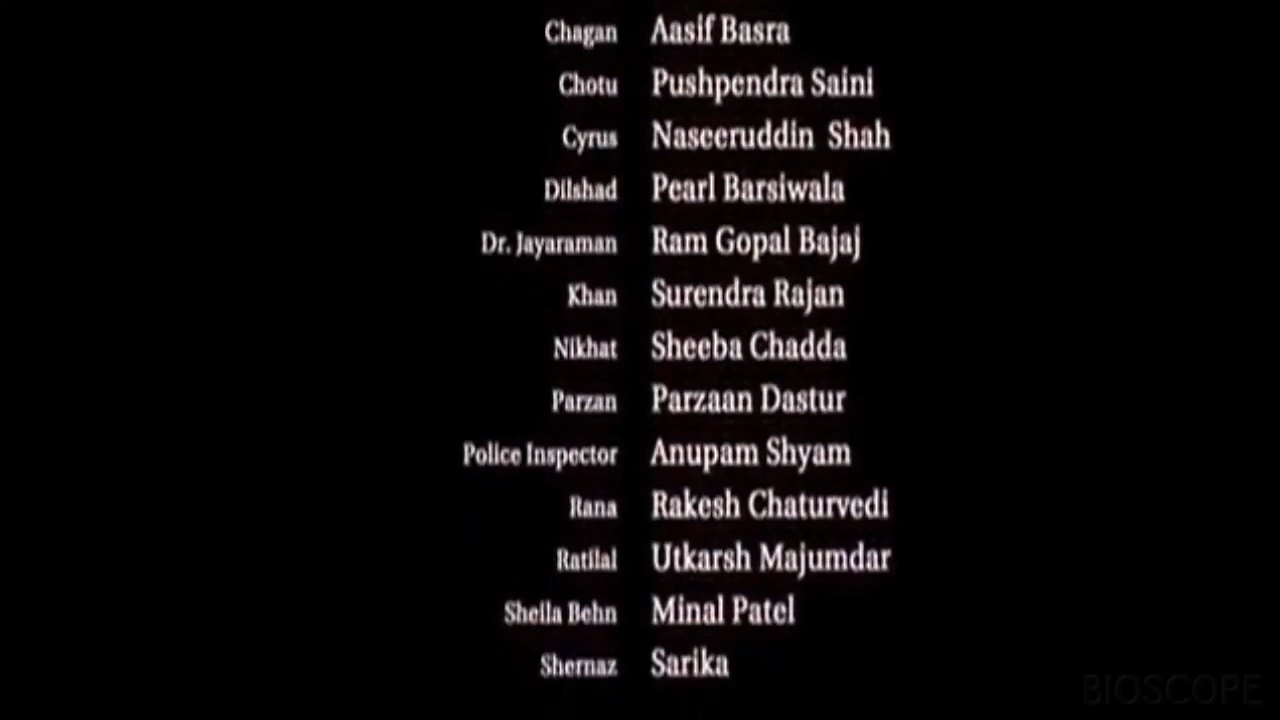 Chagan Aasif Basra
Chotu Pushpendra Saini
Cyrus Naseeruddin Shah
Dilshad Pearl Barsiwala
Dr. Jayaraman Ram Gopal Bajaj
Khan Surendra Rajan
Nikhat Sheeba Chadda
Parzan Parzaan Dastur
Police Inspector Anupam Shyam
Rana Rakesh Chaturvedi
Ratilal Utkarsh Majumdar
Sheila Behn Minal Patel
Shernaz Sarika
BIOSCOPE